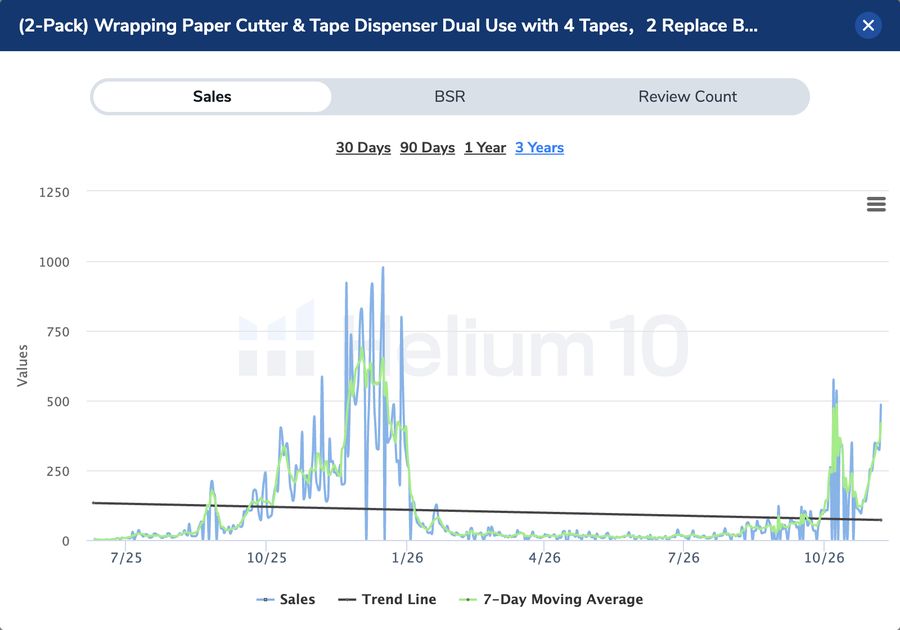 (2-Pack) Wrapping Paper Cutter & Tape Dispenser Dual Use with 4 Tapes，2 Replace B...
Sales BSR Review Count
30 Days 90 Days 1 Year 3 Years
1250
1000
750
500
250
0
Values
Helium 10
7/25 10/25 1/26 4/26 7/26 10/26
Sales Trend Line 7-Day Moving Average